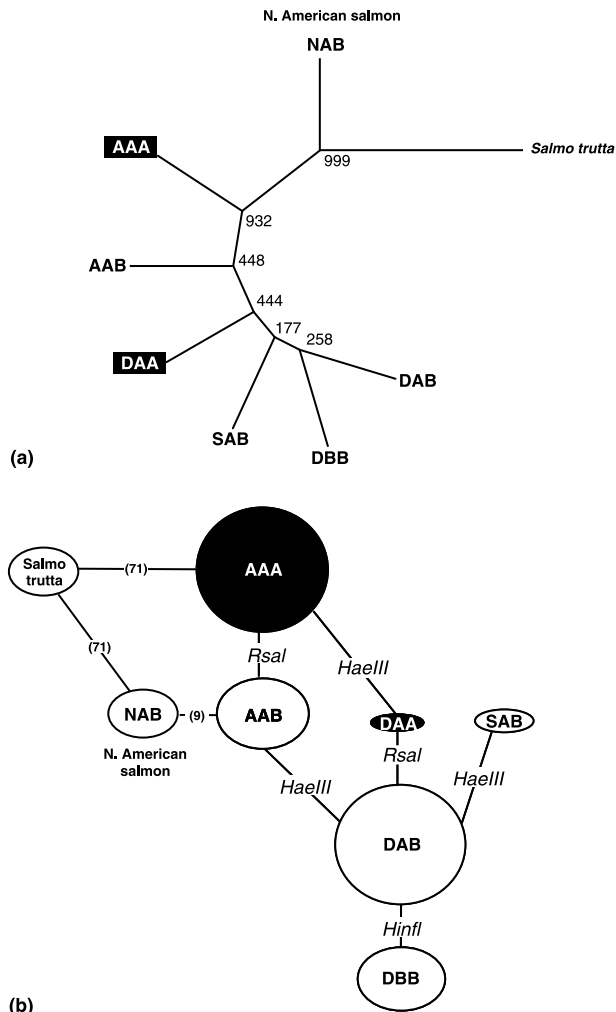 N. American salmon
NAB
AAA
999
Salmo trutta
932
AAB
448
444
177
258
DAA
DAB
SAB
DBB
(a)
Salmo
trutta
(71)
AAA
(71)
RsaI
HaeIII
NAB
(9)
AAB
DAA
SAB
N. American
salmon
RsaI
HaeIII
HaeIII
DAB
HinfI
DBB
(b)